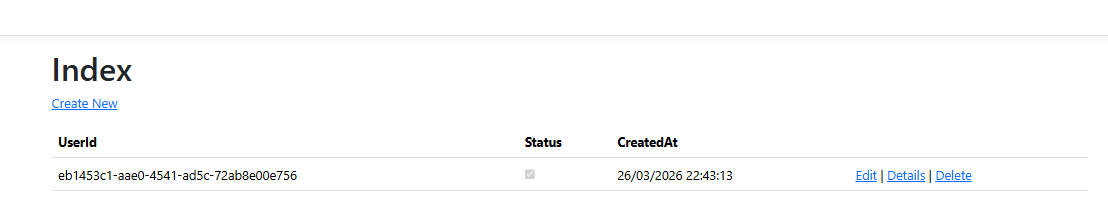 Index
Create New
UserId Status CreatedAt
eb1453c1-aae0-4541-ad5c-72ab8e00e756 26/03/2026 22:43:13 Edit | Details | Delete